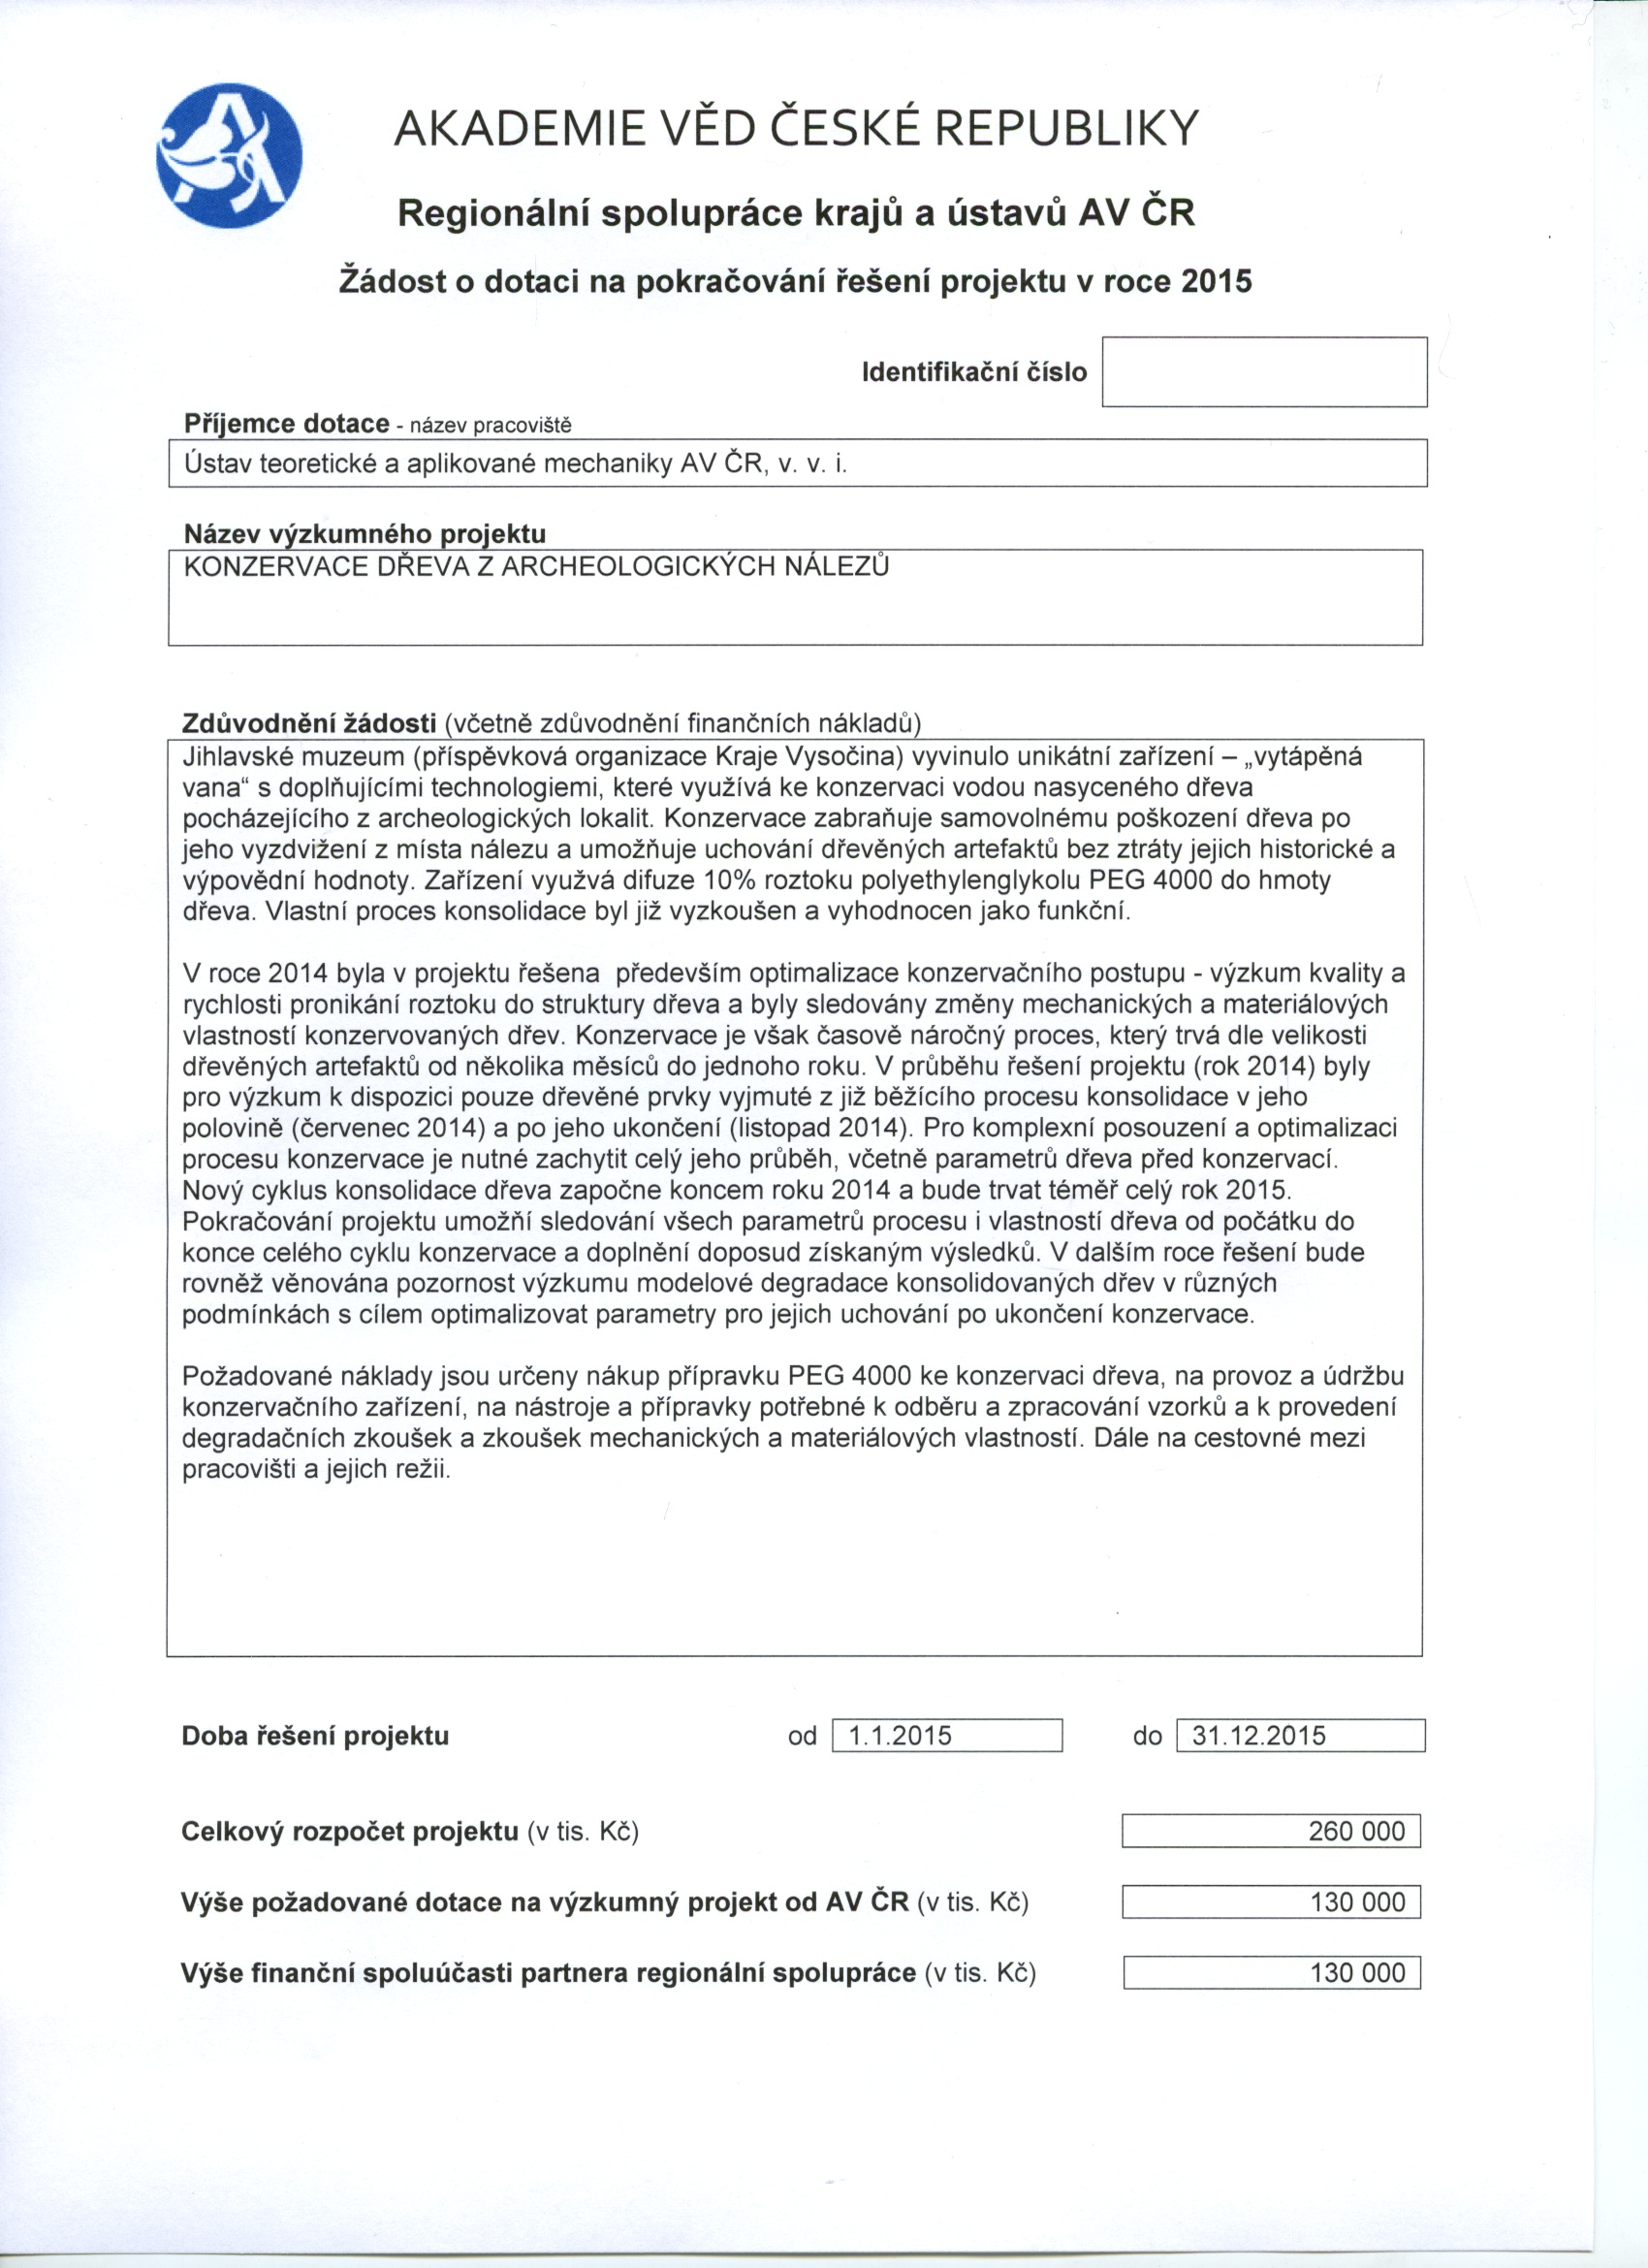 AKADEMIE VĚD ČESKÉ REPUBLIKY
Regionální spolupráce krajů a ústavů AV ČR
Žádost o dotaci na pokračování řešení projektu v roce 2015
Identifikační číslo
Příjemce dotace - název pracoviště
Ústav teoretické a aplikované mechaniky AV ČR, v. v. i.
Název výzkumného projektu
KONZERVACE DŘEVA Z ARCHEOLOGICKÝCH NÁLEZŮ
Zdůvodnění žádosti (včetně zdůvodnění finančních nákladů)
Jihlavské muzeum (příspěvková organizace Kraje Vysočina) vyvinulo unikátní zařízení – „vytápěná
vana“ s doplňujícími technologiemi, které využívá ke konzervaci vodou nasyceného dřeva
pocházejícího z archeologických lokalit. Konzervace zabraňuje samovolnému poškození dřeva po
jeho vyzdvižení z místa nálezu a umožňuje uchování dřevěných artefaktů bez ztráty jejich historické a
výpovědní hodnoty. Zařízení využvá difuze 10% roztoku polyethylenglykolu PEG 4000 do hmoty
dřeva. Vlastní proces konsolidace byl již vyzkoušen a vyhodnocen jako funkční.
V roce 2014 byla v projektu řešena  především optimalizace konzervačního postupu - výzkum kvality a
rychlosti pronikání roztoku do struktury dřeva a byly sledovány změny mechanických a materiálových
vlastností konzervovaných dřev. Konzervace je však časově náročný proces, který trvá dle velikosti
dřevěných artefaktů od několika měsíců do jednoho roku. V průběhu řešení projektu (rok 2014) byly
pro výzkum k dispozici pouze dřevěné prvky vyjmuté z již běžícího procesu konsolidace v jeho
polovině (červenec 2014) a po jeho ukončení (listopad 2014). Pro komplexní posouzení a optimalizaci
procesu konzervace je nutné zachytit celý jeho průběh, včetně parametrů dřeva před konzervací.
Nový cyklus konsolidace dřeva započne koncem roku 2014 a bude trvat téměř celý rok 2015.
Pokračování projektu umožňí sledování všech parametrů procesu i vlastností dřeva od počátku do
konce celého cyklu konzervace a doplnění doposud získaným výsledků. V dalším roce řešení bude
rovněž věnována pozornost výzkumu modelové degradace konsolidovaných dřev v různých
podmínkách s cílem optimalizovat parametry pro jejich uchování po ukončení konzervace.
Požadované náklady jsou určeny nákup přípravku PEG 4000 ke konzervaci dřeva, na provoz a údržbu
konzervačního zařízení, na nástroje a přípravky potřebné k odběru a zpracování vzorků a k provedení
degradačních zkoušek a zkoušek mechanických a materiálových vlastností. Dále na cestovné mezi
pracovišti a jejich režii.
Doba řešení projektu od 1.1.2015 do 31.12.2015
Celkový rozpočet projektu (v tis. Kč) 260 000
Výše požadované dotace na výzkumný projekt od AV ČR (v tis. Kč) 130 000
Výše finanční spoluúčasti partnera regionální spolupráce (v tis. Kč) 130 000